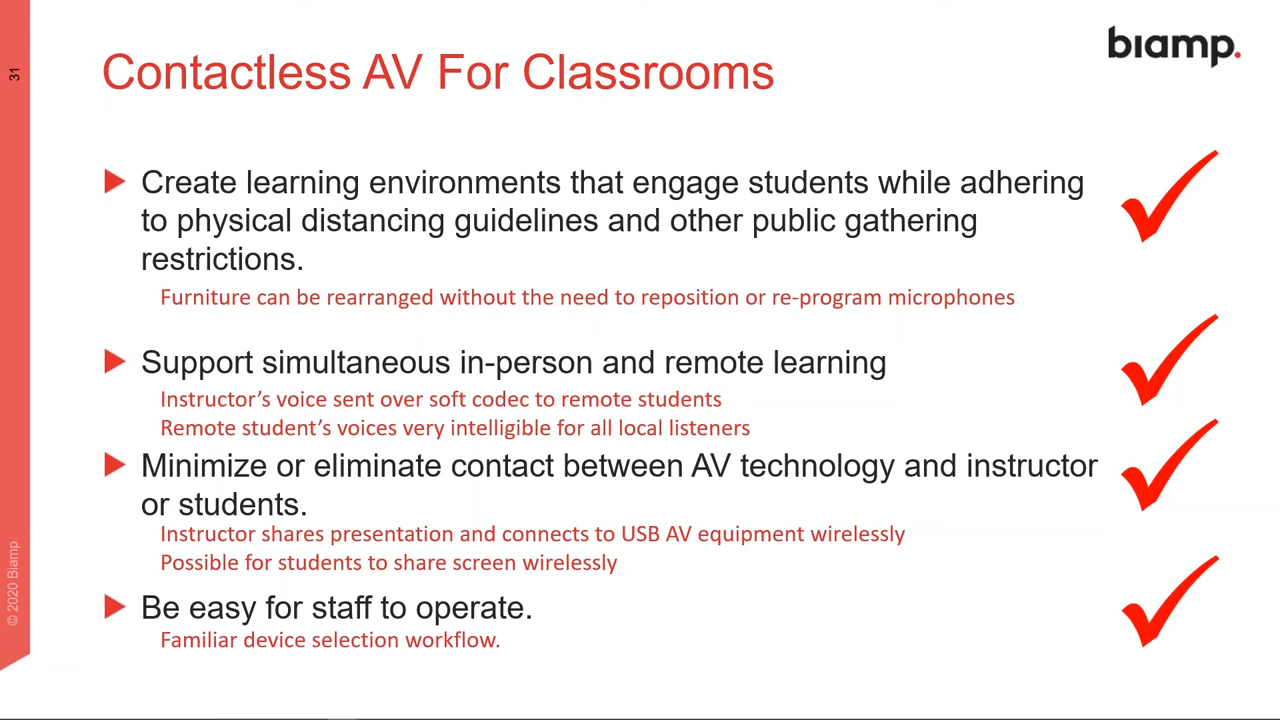 31
biamp.
Contactless AV For Classrooms
Create learning environments that engage students while adhering
to physical distancing guidelines and other public gathering
restrictions.
Furniture can be rearranged without the need to reposition or re-program microphones
Support simultaneous in-person and remote learning
Instructor’s voice sent over soft codec to remote students
Remote student’s voices very intelligible for all local listeners
Minimize or eliminate contact between AV technology and instructor
or students.
Instructor shares presentation and connects to USB AV equipment wirelessly
Possible for students to share screen wirelessly
Be easy for staff to operate.
Familiar device selection workflow.
© 2020 Biamp